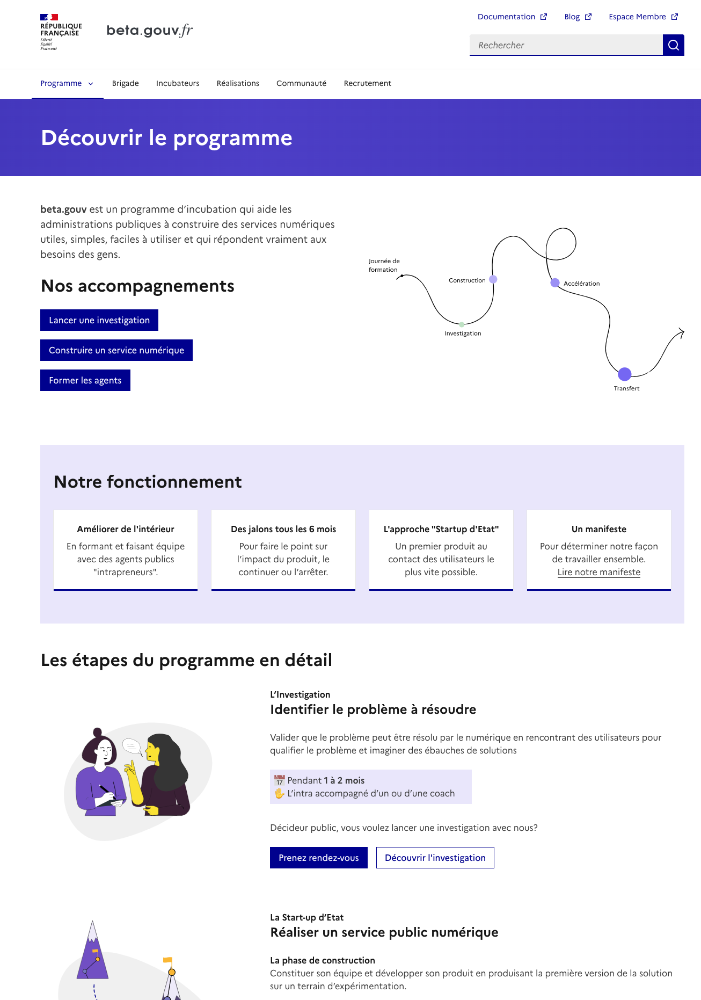 RÉPUBLIQUE
FRANÇAISE
Liberté
Égalité
Fraternité
beta.gouv.fr
Documentation
Blog
Espace Membre
Rechercher
Programme
Brigade
Incubateurs
Réalisations
Communauté
Recrutement
Découvrir le programme
beta.gouv est un programme d’incubation qui aide les
administrations publiques à construire des services numériques
utiles, simples, faciles à utiliser et qui répondent vraiment aux
besoins des gens.
Nos accompagnements
Lancer une investigation
Construire un service numérique
Former les agents
Journée de
formation
Construction
Investigation
Accélération
Transfert
Notre fonctionnement
Améliorer de l'intérieur
En formant et faisant équipe
avec des agents publics
"intrapreneurs".
Des jalons tous les 6 mois
Pour faire le point sur
l’impact du produit, le
continuer ou l’arrêter.
L'approche "Startup d'Etat"
Un premier produit au
contact des utilisateurs le
plus vite possible.
Un manifeste
Pour déterminer notre façon
de travailler ensemble.
Lire notre manifeste
Les étapes du programme en détail
L’Investigation
Identifier le problème à résoudre
Valider que le problème peut être résolu par le numérique en rencontrant des utilisateurs pour
qualifier le problème et imaginer des ébauches de solutions
📅 Pendant 1 à 2 mois
✋ L’intra accompagné d’un ou d’une coach
Décideur public, vous voulez lancer une investigation avec nous?
Prenez rendez-vous
Découvrir l'investigation
La Start-up d’Etat
Réaliser un service public numérique
La phase de construction
Constituer son équipe et développer son produit en produisant la première version de la solution
sur un terrain d’expérimentation.